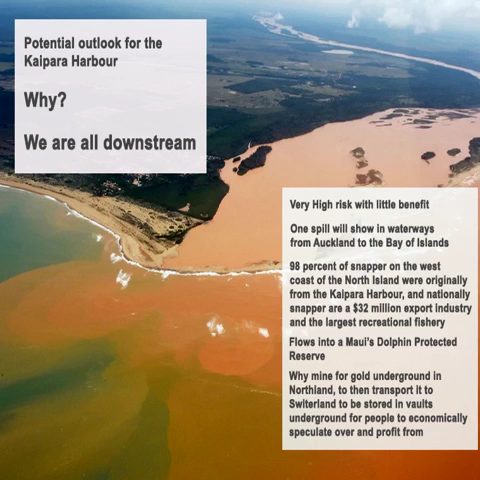 Potential outlook for the
Kaipara Harbour
Why?
We are all downstream
Very High risk with little benefit
One spill will show in waterways
from Auckland to the Bay of Islands
98 percent of snapper on the west
coast of the North Island were originally
from the Kaipara Harbour, and nationally
snapper are a $32 million export industry
and the largest recreational fishery
Flows into a Maui's Dolphin Protected
Reserve
Why mine for gold underground in
Northland, to then transport it to
Switerland to be stored in vaults
underground for people to economically
speculate over and profit from